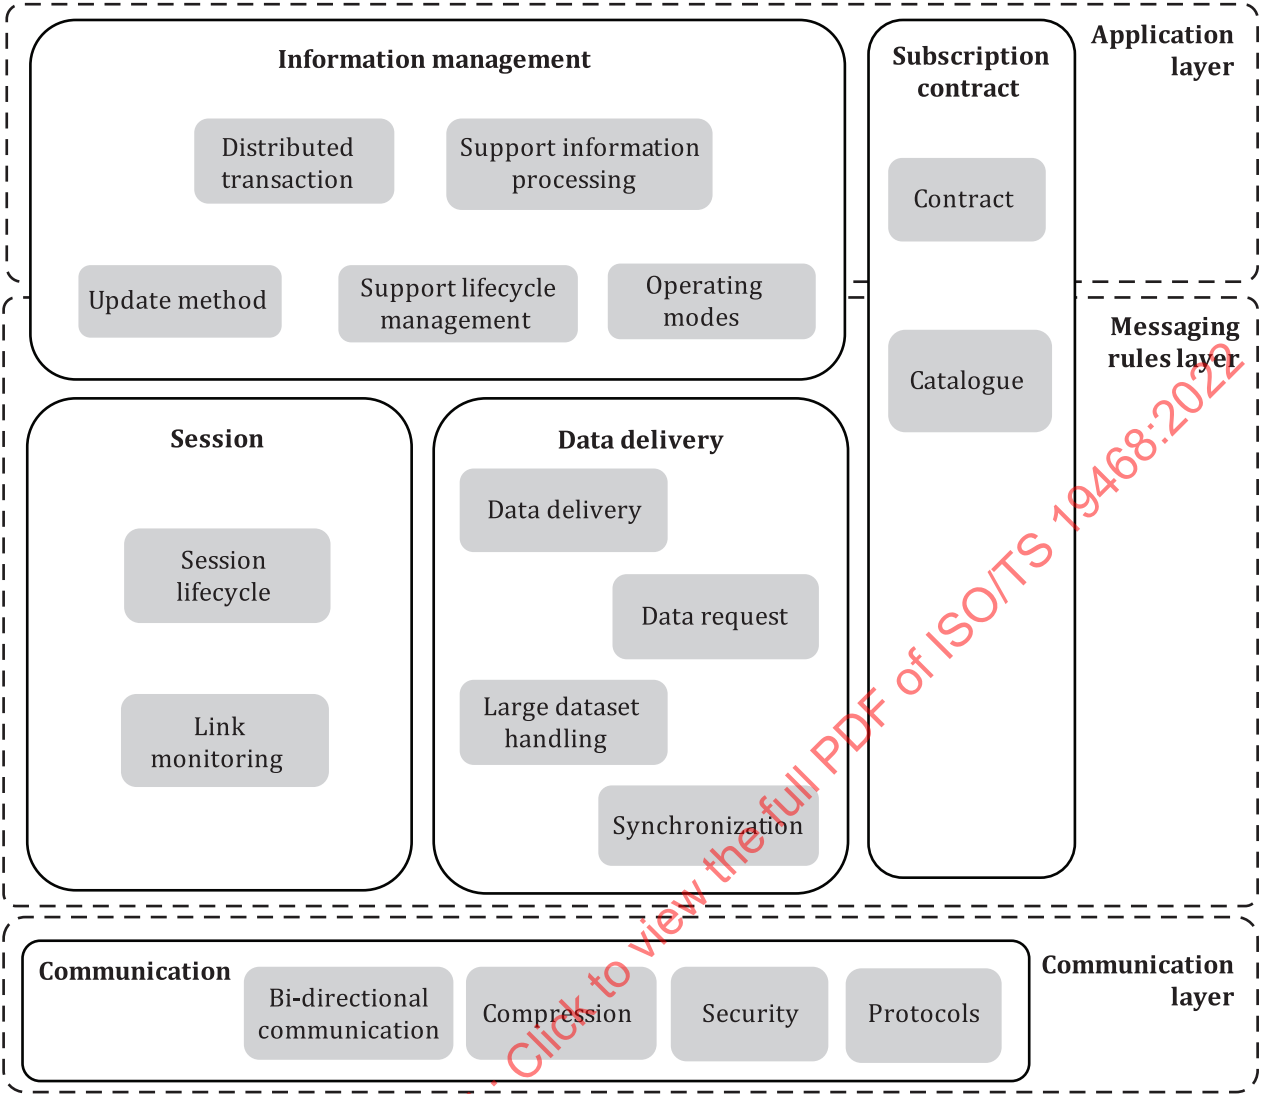 Application
layer
Information management
Distributed
transaction
Support information
processing
Update method
Support lifecycle
management
Operating
modes
Subscription
contract
Contract
Catalogue
Messaging
rules layer
Session
Session
lifecycle
Link
monitoring
Data delivery
Data delivery
Data request
Large dataset
handling
Synchronization
Communication
Bi-directional
communication
Compression
Security
Protocols
Communication
layer
Click to view the full PDF of ISO/TS 19468:2022